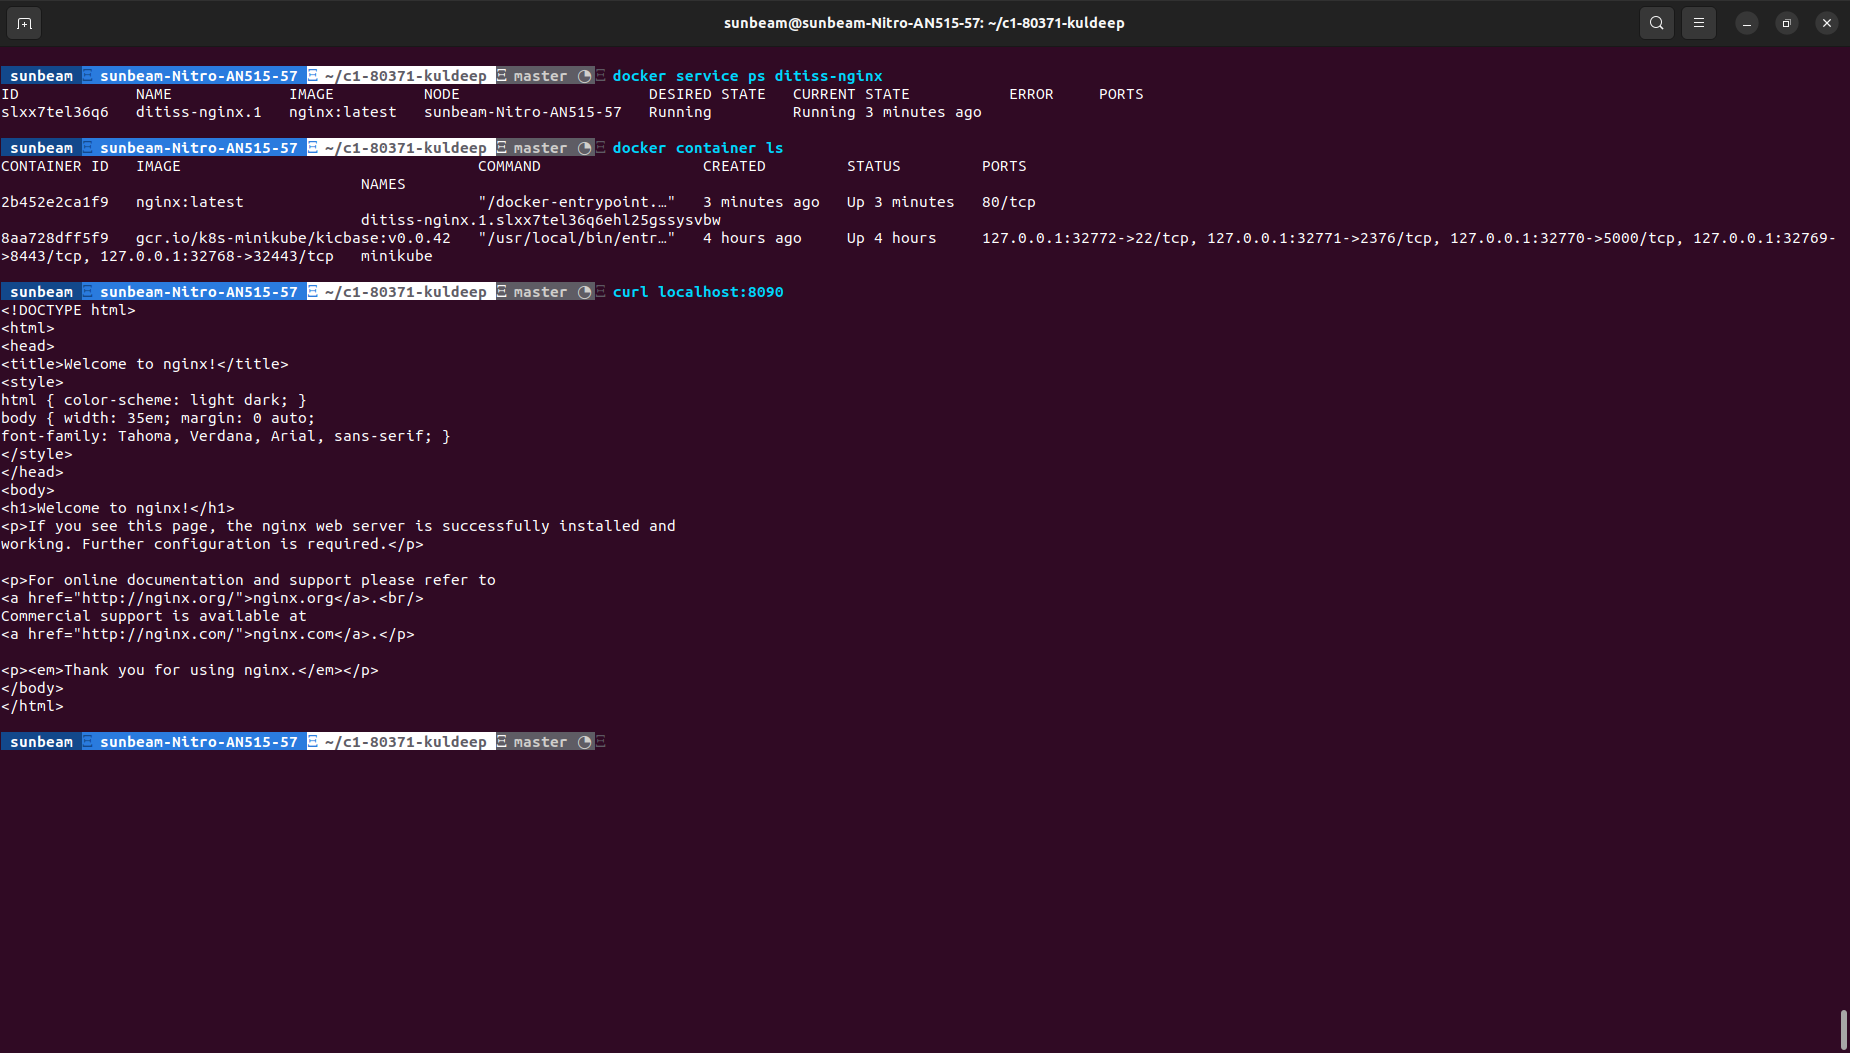 sunbeam@sunbeam-Nitro-AN515-57: ~/c1-80371-kuldeep
sunbeam sunbeam-Nitro-AN515-57 ~/c1-80371-kuldeep master docker service ps ditiss-nginx
ID NAME IMAGE NODE DESIRED STATE CURRENT STATE ERROR PORTS
slxx7tel36q6 ditiss-nginx.1 nginx:latest sunbeam-Nitro-AN515-57 Running Running 3 minutes ago
sunbeam sunbeam-Nitro-AN515-57 ~/c1-80371-kuldeep master docker container ls
CONTAINER ID IMAGE COMMAND CREATED STATUS PORTS
NAMES
2b452e2ca1f9 nginx:latest "/docker-entrypoint.…" 3 minutes ago Up 3 minutes 80/tcp
ditiss-nginx.1.slxx7tel36q6ehl25gssysvbw
8aa728dff5f9 gcr.io/k8s-minikube/kicbase:v0.0.42 "/usr/local/bin/entr…" 4 hours ago Up 4 hours 127.0.0.1:32772->22/tcp, 127.0.0.1:32771->2376/tcp, 127.0.0.1:32770->5000/tcp, 127.0.0.1:32769-
>8443/tcp, 127.0.0.1:32768->32443/tcp minikube
sunbeam sunbeam-Nitro-AN515-57 ~/c1-80371-kuldeep master curl localhost:8090
<!DOCTYPE html>
<html>
<head>
<title>Welcome to nginx!</title>
<style>
html { color-scheme: light dark; }
body { width: 35em; margin: 0 auto;
font-family: Tahoma, Verdana, Arial, sans-serif; }
</style>
</head>
<body>
<h1>Welcome to nginx!</h1>
<p>If you see this page, the nginx web server is successfully installed and
working. Further configuration is required.</p>
<p>For online documentation and support please refer to
<a href="http://nginx.org/">nginx.org</a>.<br/>
Commercial support is available at
<a href="http://nginx.com/">nginx.com</a>.</p>
<p><em>Thank you for using nginx.</em></p>
</body>
</html>
sunbeam sunbeam-Nitro-AN515-57 ~/c1-80371-kuldeep master